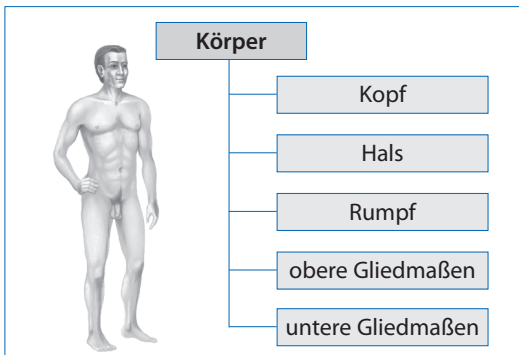 Körper
Kopf
Hals
Rumpf
obere Gliedmaßen
untere Gliedmaßen